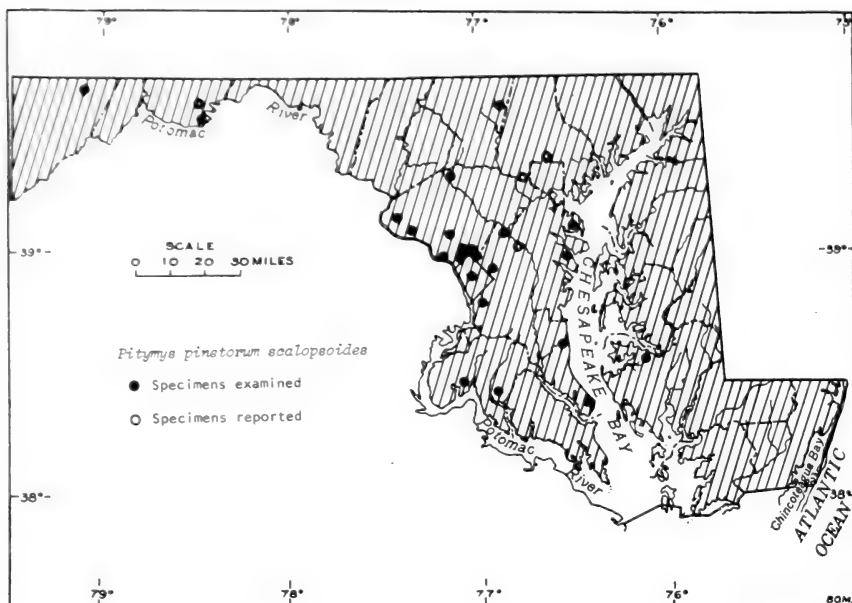 79° 78° 77° 76° 75°
Potomac River
39° 39°
SCALE
0 10 20 30 MILES
CHESAPEAKE BAY
Pitymys pinetorum scalopsoides
● Specimens examined
○ Specimens reported
Potomac River
Chincoteague Bay
ATLANTIC OCEAN
38° 38°
79° 78° 77° 76°